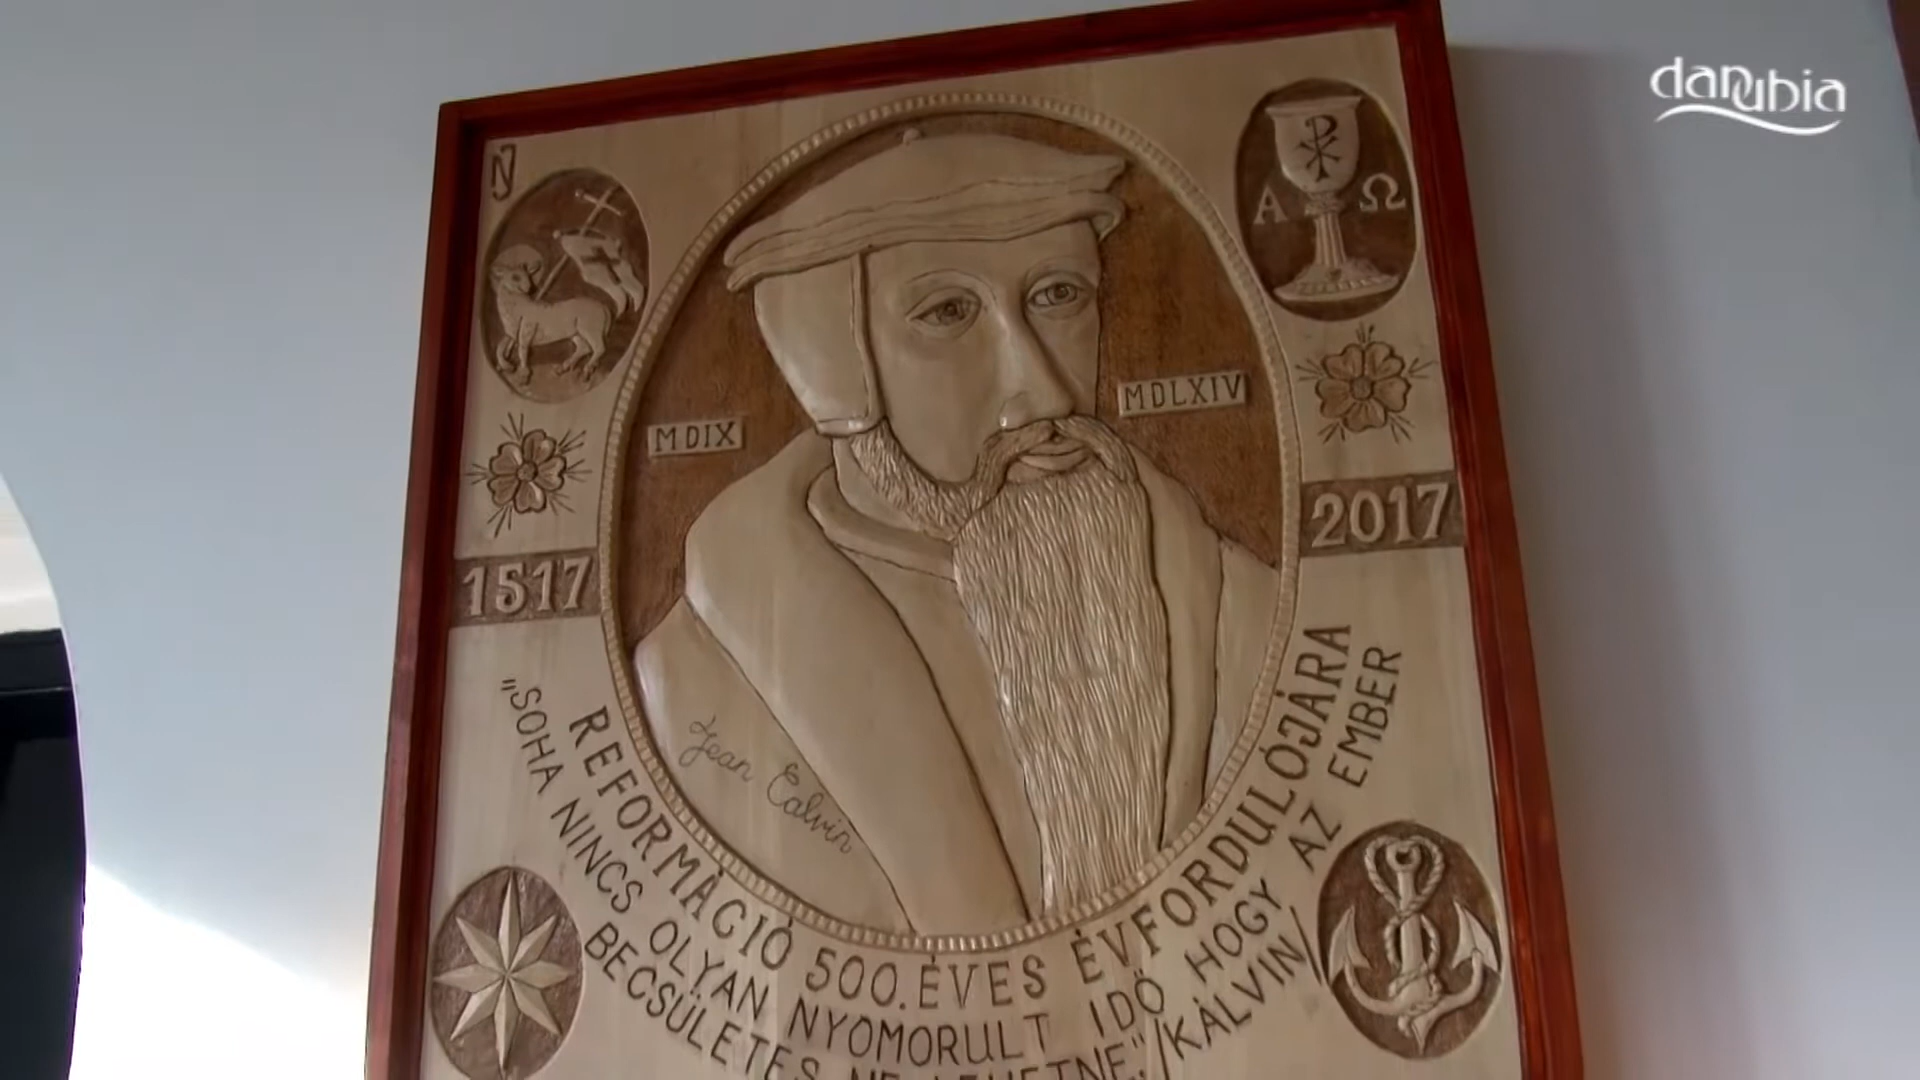 danubia
NJ
Α Ω
MDIX
MDLXIV
1517
2017
Jean Calvin
REFORMÁCIÓ 500. ÉVES ÉVFORDULÓJÁRA
„SOHA NINCS OLYAN NYOMORULT IDŐ HOGY AZ EMBER
BECSÜLETES NE LEHETNE." /KÁLVIN/